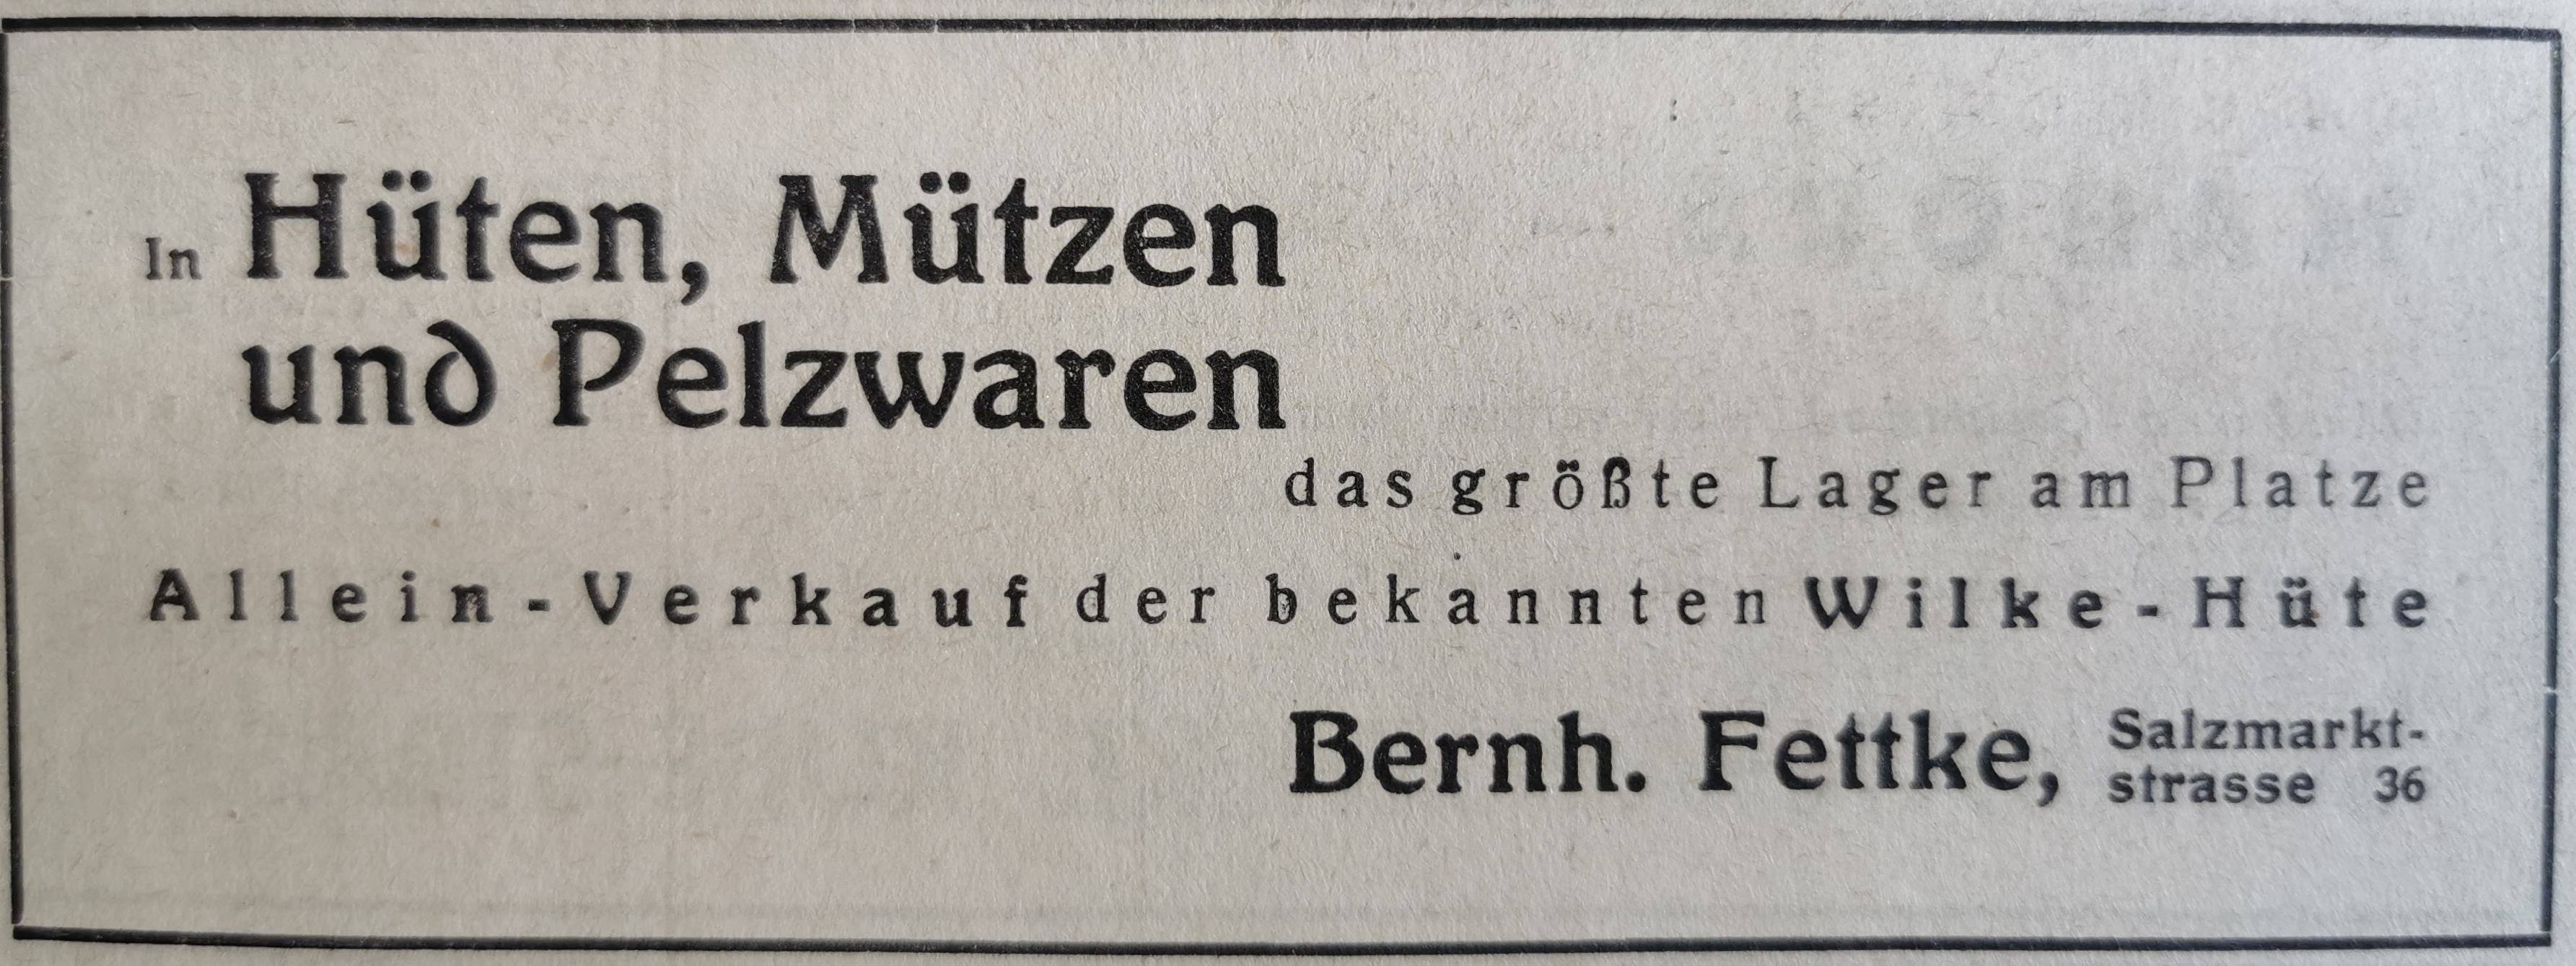 In Hüten, Mützen
und Pelzwaren
das größte Lager am Platze
Allein-Verkauf der bekannten Wilke-Hüte
Bernh. Fettke, Salzmarkt-
strasse 36